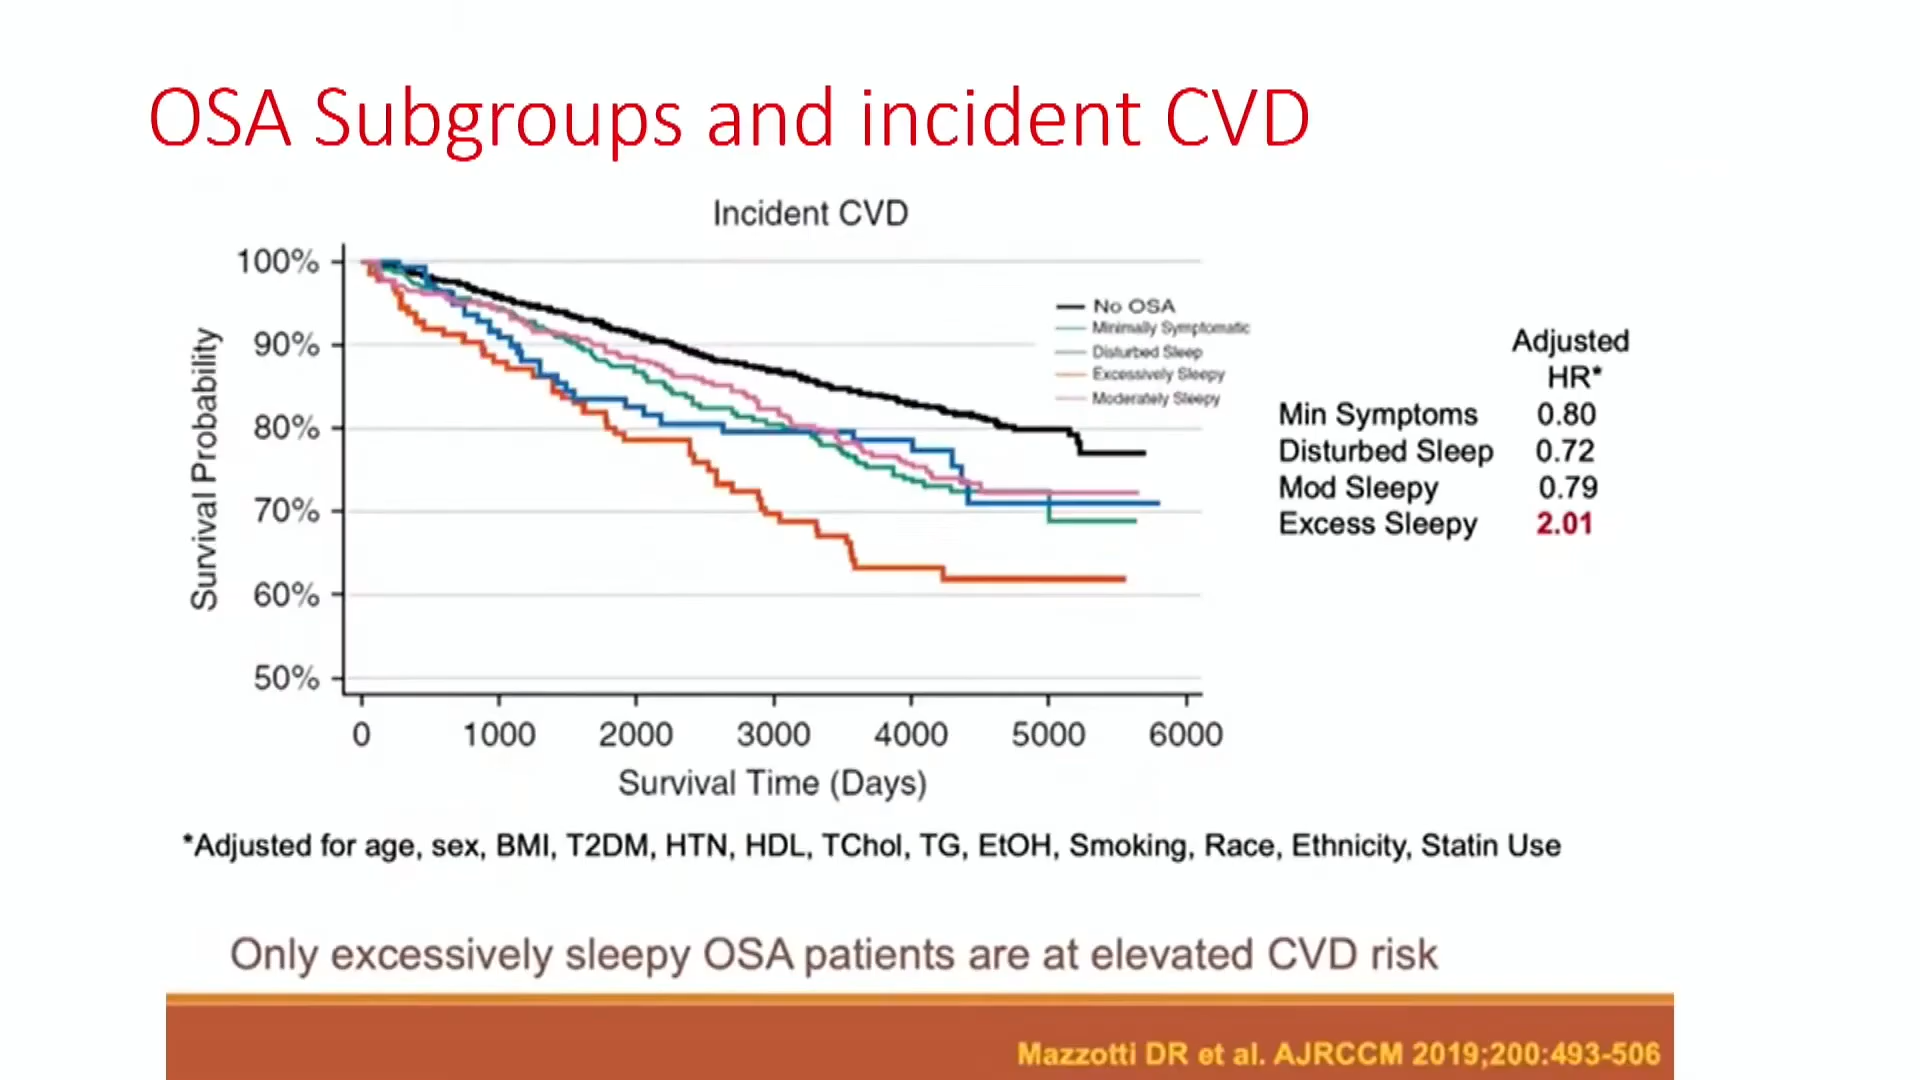 OSA Subgroups and incident CVD
Incident CVD
100%
90%
80%
70%
60%
50%
Survival Probability
0 1000 2000 3000 4000 5000 6000
Survival Time (Days)
No OSA
Minimally Symptomatic
Disturbed Sleep
Excessively Sleepy
Moderately Sleepy
Adjusted
HR*
Min Symptoms 0.80
Disturbed Sleep 0.72
Mod Sleepy 0.79
Excess Sleepy 2.01
*Adjusted for age, sex, BMI, T2DM, HTN, HDL, TChol, TG, EtOH, Smoking, Race, Ethnicity, Statin Use
Only excessively sleepy OSA patients are at elevated CVD risk
Mazzotti DR et al. AJRCCM 2019;200:493-506